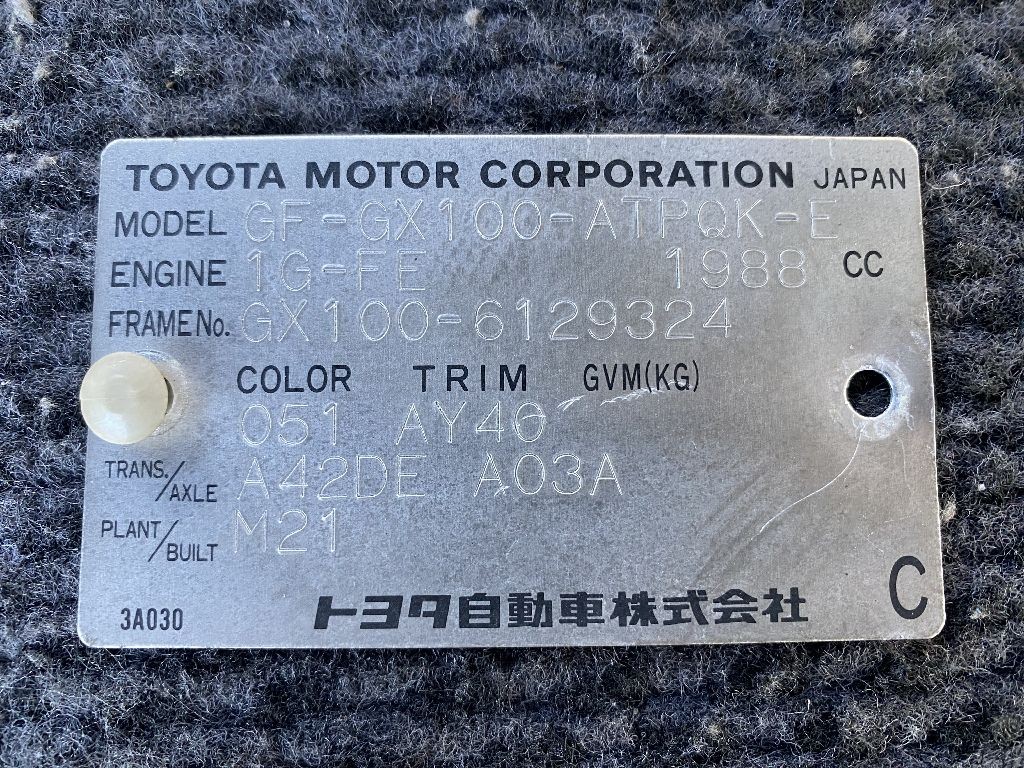 TOYOTA MOTOR CORPORATION JAPAN
MODEL GF-GX100-ATPQK-E
ENGINE 1G-FE 1988 CC
FRAME No. GX100-6129324
COLOR TRIM GVM(KG)
051 AY40
TRANS./AXLE A42DE A03A
PLANT/BUILT M21
3A030 トヨタ自動車株式会社 C